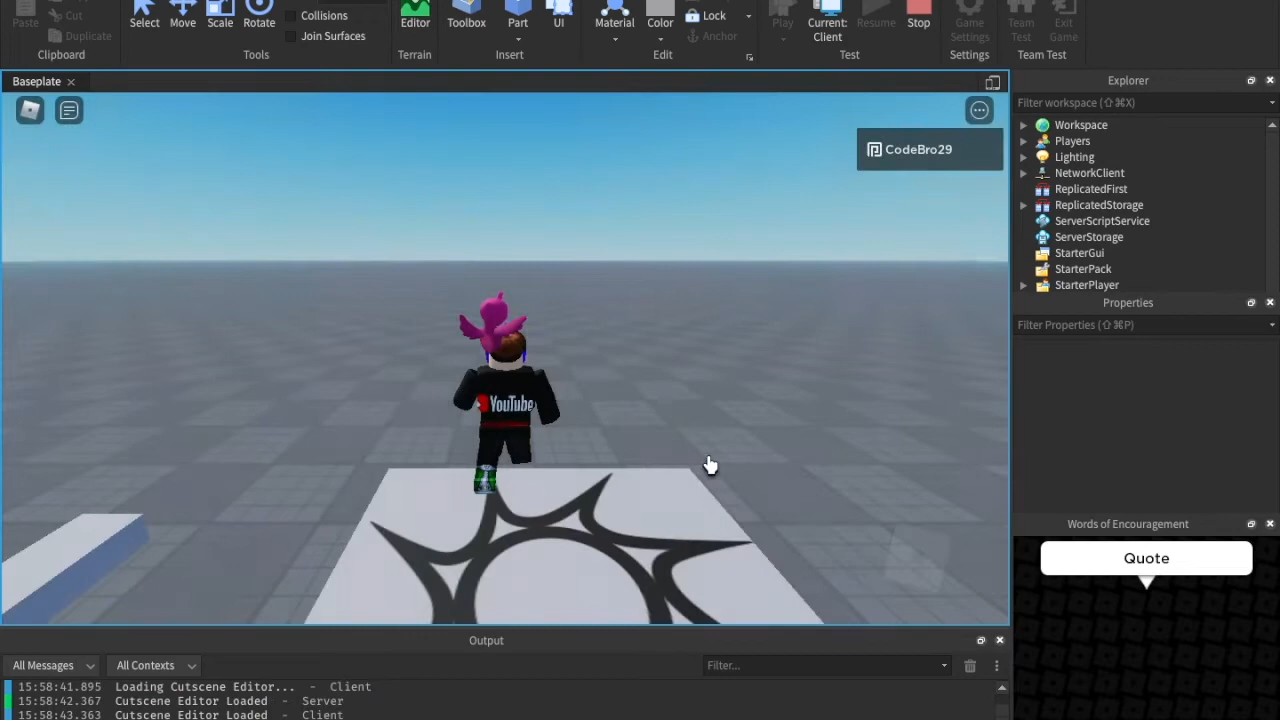 Paste
Cut
Duplicate
Clipboard
Select
Move
Scale
Rotate
Collisions
Join Surfaces
Tools
Editor
Terrain
Toolbox
Part
UI
Insert
Material
Color
Lock
Anchor
Edit
Play
Current:
Client
Resume
Stop
Test
Game
Settings
Settings
Team
Test
Exit
Game
Team Test
Baseplate
CodeBro29
YouTube
Explorer
Filter workspace (⇧⌘X)
Workspace
Players
Lighting
NetworkClient
ReplicatedFirst
ReplicatedStorage
ServerScriptService
ServerStorage
StarterGui
StarterPack
StarterPlayer
Properties
Filter Properties (⇧⌘P)
Words of Encouragement
Quote
Output
All Messages
All Contexts
Filter...
15:58:41.895 Loading Cutscene Editor... - Client
15:58:42.367 Cutscene Editor Loaded - Server
15:58:43.363 Cutscene Editor Loaded - Client